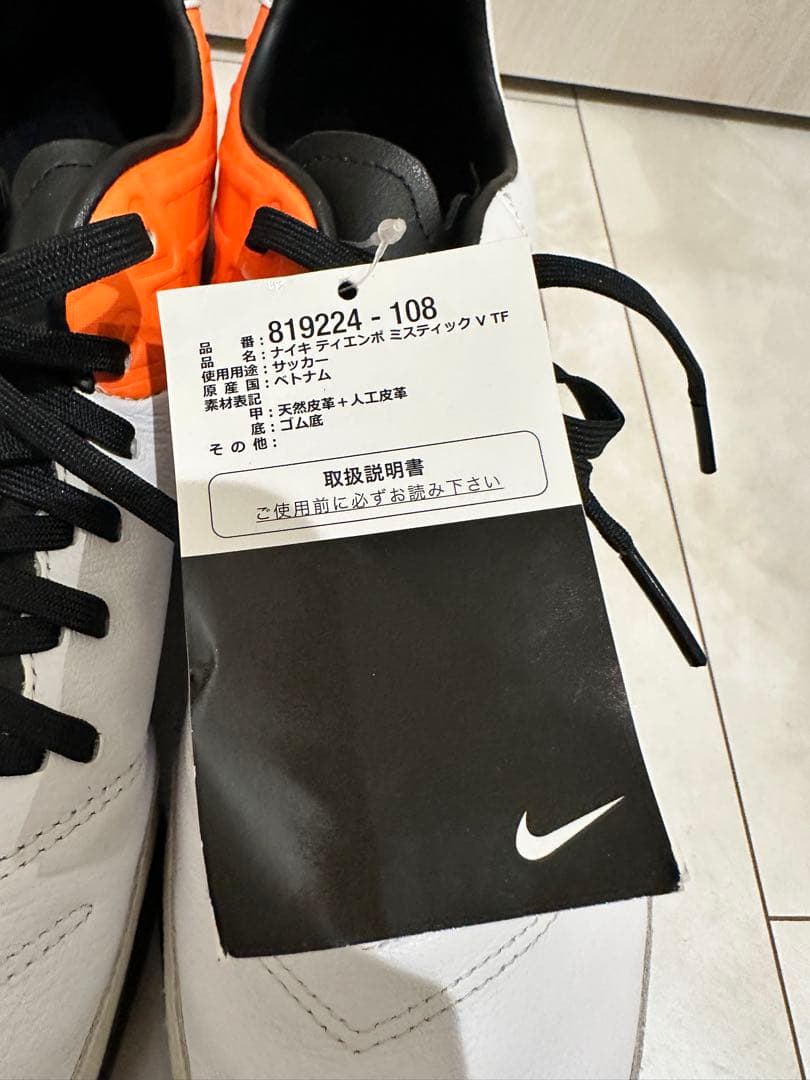 品番：819224 - 108
品名：ナイキ ティエンポ ミスティック V TF
使用用途：サッカー
原産国：ベトナム
素材表記
甲：天然皮革＋人工皮革
底：ゴム底
その他：
取扱説明書
ご使用前に必ずお読み下さい